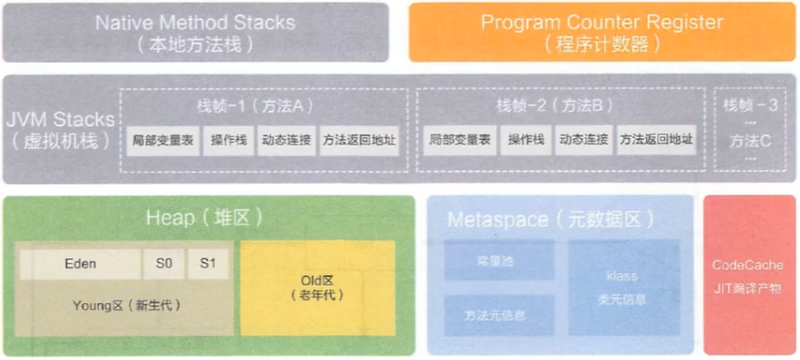 Native Method Stacks
（本地方法栈）
Program Counter Register
（程序计数器）
JVM Stacks
（虚拟机栈）
栈帧-1（方法A）
局部变量表 操作栈 动态连接 方法返回地址
栈帧-2（方法B）
局部变量表 操作栈 动态连接 方法返回地址
栈帧-3
...
方法C
...
Heap（堆区）
Eden S0 S1
Young区（新生代）
Old区
（老年代）
Metaspace（元数据区）
常量池
方法元信息
klass
类元信息
CodeCache
JIT编译产物